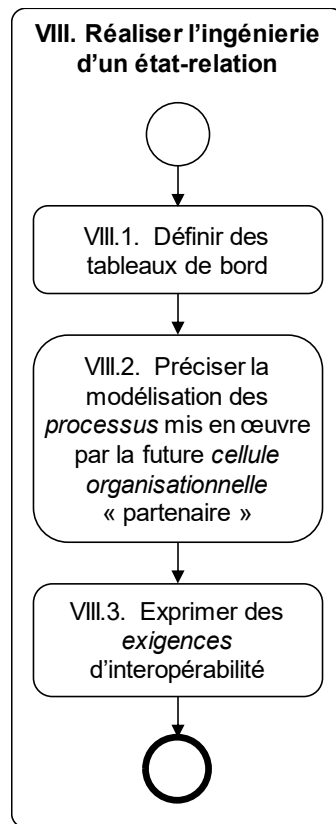 VIII. Réaliser l’ingénierie
d’un état-relation
VIII.1. Définir des
tableaux de bord
VIII.2. Préciser la
modélisation des
processus mis en œuvre
par la future cellule
organisationnelle
« partenaire »
VIII.3. Exprimer des
exigences
d’interopérabilité